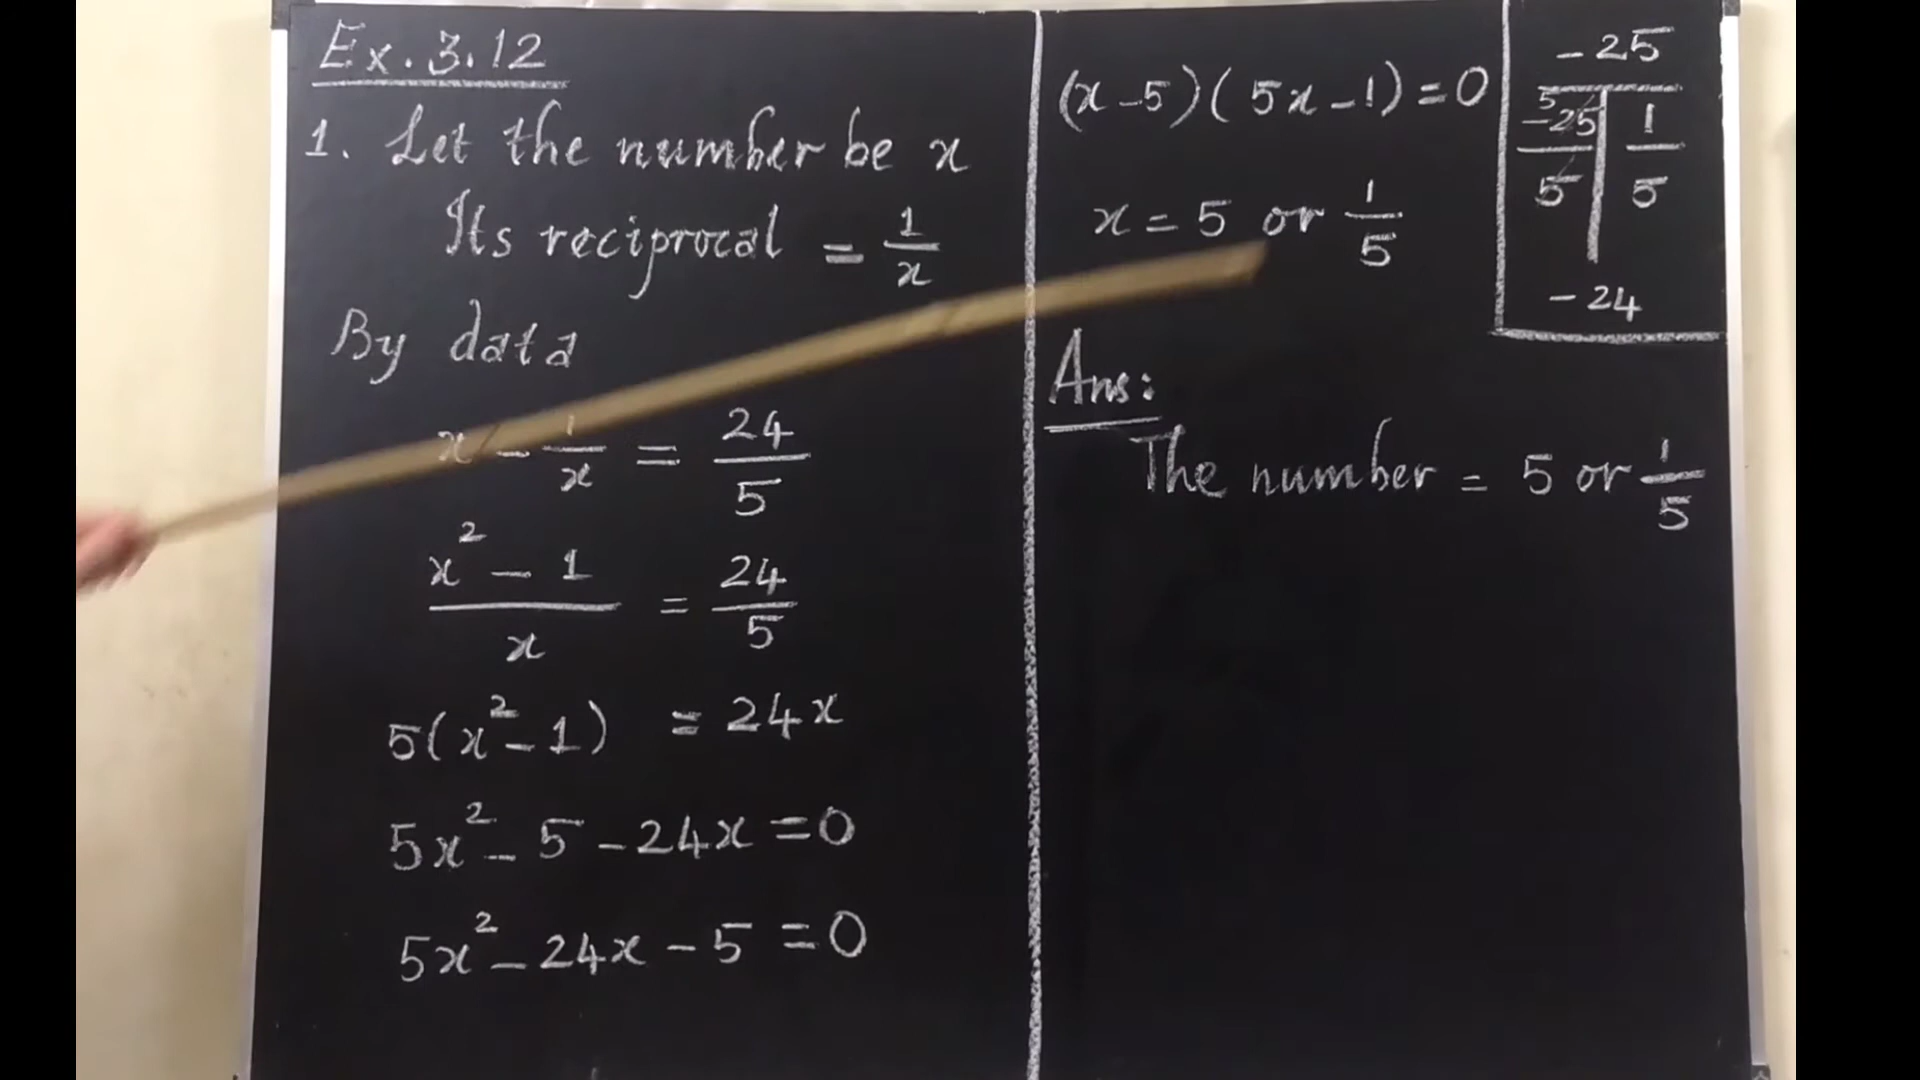 Ex. 3.12
1. Let the number be x
Its reciprocal = 1/x
By data
x - 1/x = 24/5
(x² - 1)/x = 24/5
5(x² - 1) = 24x
5x² - 5 - 24x = 0
5x² - 24x - 5 = 0
(x - 5)(5x - 1) = 0
x = 5 or 1/5
Ans:
The number = 5 or 1/5
-25
5
-25/5 | 1/5
-24